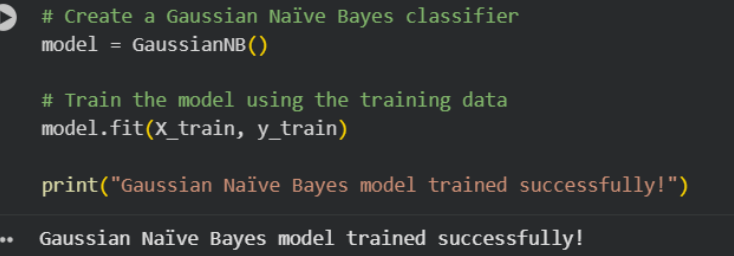 # Create a Gaussian Naïve Bayes classifier
model = GaussianNB()
# Train the model using the training data
model.fit(X_train, y_train)
print("Gaussian Naïve Bayes model trained successfully!")
Gaussian Naïve Bayes model trained successfully!